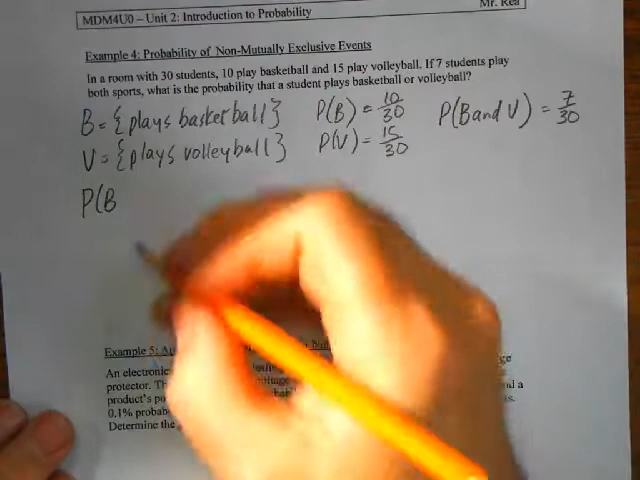 MDM4U0 – Unit 2: Introduction to Probability Mr. Rea
Example 4: Probability of Non-Mutually Exclusive Events
In a room with 30 students, 10 play basketball and 15 play volleyball. If 7 students play
both sports, what is the probability that a student plays basketball or volleyball?
B = {plays basketball} P(B) = 10/30 P(B and V) = 7/30
V = {plays volleyball} P(V) = 15/30
P(B
Example 5:
An electronic
protector.
product's
0.1%
Determine the